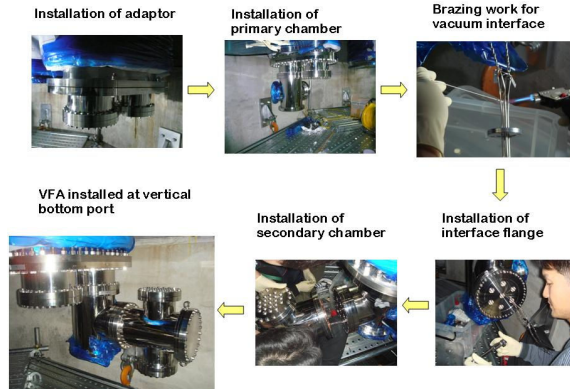 Installation of adaptor
Installation of
primary chamber
Brazing work for
vacuum interface
VFA installed at vertical
bottom port
Installation of
secondary chamber
Installation of
interface flange